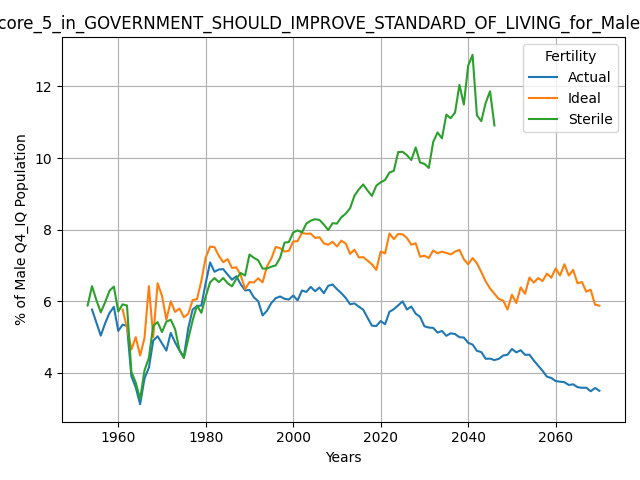 core_5_in_GOVERNMENT_SHOULD_IMPROVE_STANDARD_OF_LIVING_for_Male
Fertility
Actual
Ideal
Sterile
% of Male Q4_IQ Population
12
10
8
6
4
1960 1980 2000 2020 2040 2060
Years